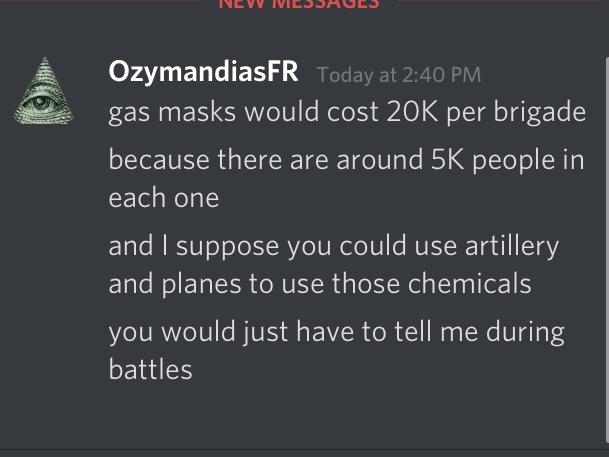 NEW MESSAGES
OzymandiasFR Today at 2:40 PM
gas masks would cost 20K per brigade
because there are around 5K people in
each one
and I suppose you could use artillery
and planes to use those chemicals
you would just have to tell me during
battles